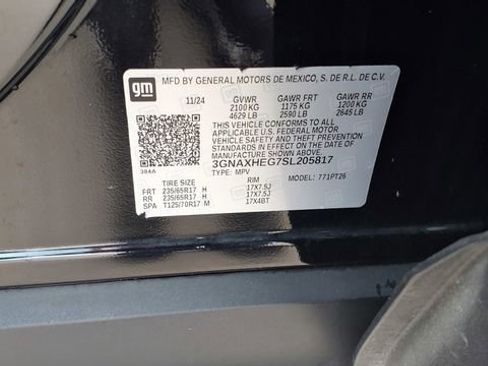 gm
MFD BY GENERAL MOTORS DE MEXICO, S. DE R.L. DE C.V.
11/24 GVWR GAWR FRT GAWR RR
2100 KG 1175 KG 1200 KG
4629 LB 2590 LB 2645 LB
THIS VEHICLE CONFORMS TO ALL
APPLICABLE U.S. FEDERAL MOTOR
VEHICLE SAFETY AND THEFT PREVENTION
STANDARDS IN EFFECT ON THE DATE OF
MANUFACTURE SHOWN ABOVE.
3GNAXHEG7SL205817
384A TYPE: MPV MODEL: 771PT26
TIRE SIZE RIM
FRT 235/65R17 H 17X7.5J
RR 235/65R17 H 17X7.5J
SPA T125/70R17 M 17X4BT